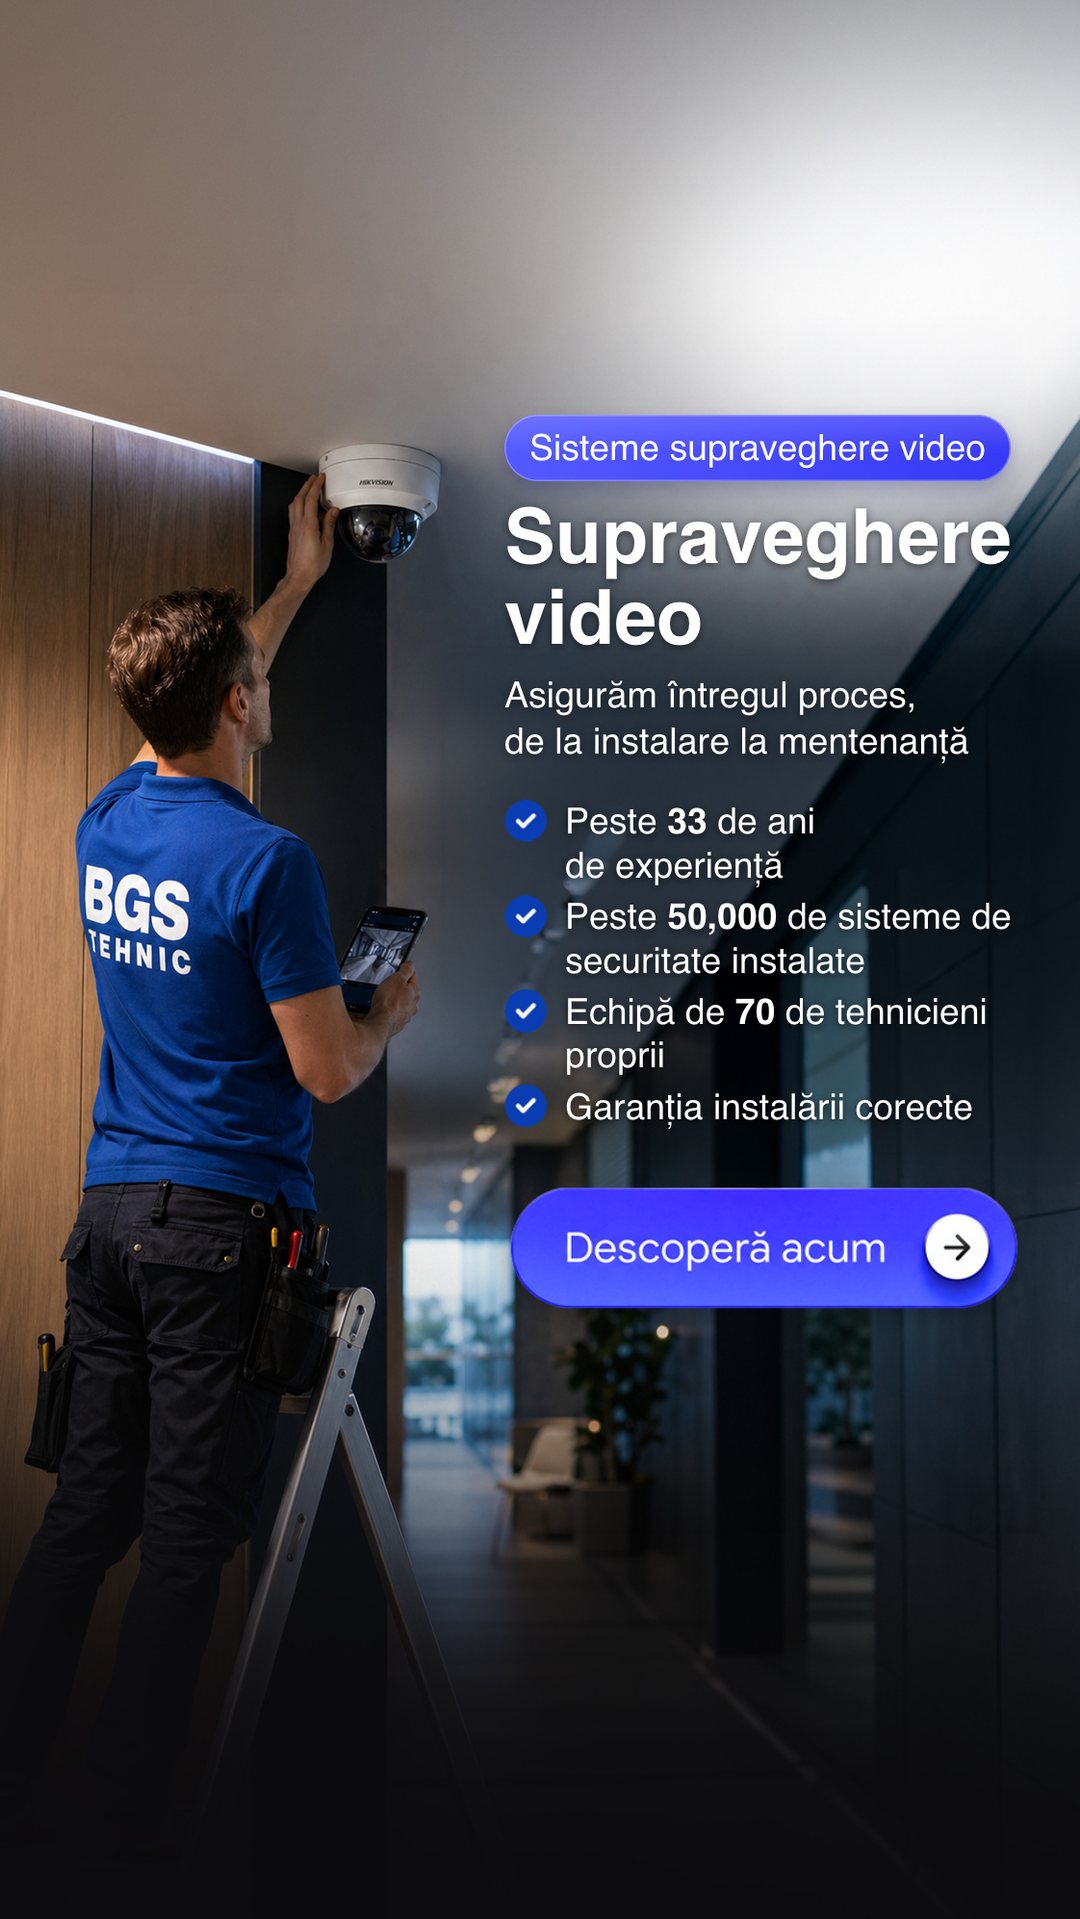 HIKVISION
Sisteme supraveghere video
Supraveghere
video
Asigurăm întregul proces,
de la instalare la mentenanță
Peste 33 de ani
de experiență
Peste 50,000 de sisteme de
securitate instalate
Echipă de 70 de tehnicieni
proprii
Garanția instalării corecte
Descoperă acum
BGS
TEHNIC